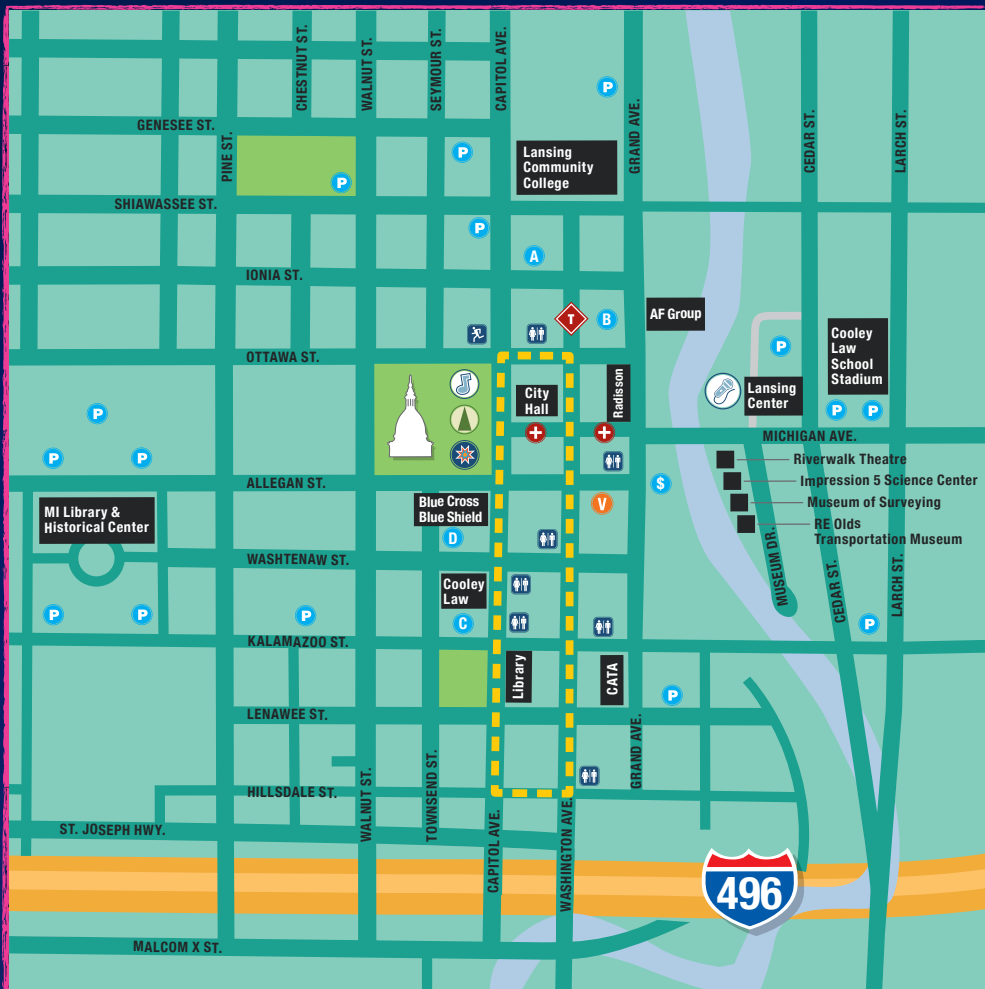 CHESTNUT ST.
WALNUT ST.
SEYMOUR ST.
CAPITOL AVE.
P
GENESEE ST.
PINE ST.
P
Lansing
Community
College
GRAND AVE.
CEDAR ST.
LARCH ST.
P
SHIAWASSEE ST.
P
A
IONIA ST.
T
B
AF Group
OTTAWA ST.
P
Cooley
Law
School
Stadium
City
Hall
Radisson
Lansing
Center
P
P
P
MICHIGAN AVE.
P
P
Riverwalk Theatre
Impression 5 Science Center
Museum of Surveying
RE Olds
Transportation Museum
ALLEGAN ST.
$
MI Library &
Historical Center
Blue Cross
Blue Shield
V
D
WASHTENAW ST.
MUSEUM DR.
CEDAR ST.
LARCH ST.
Cooley
Law
P
P
P
C
P
KALAMAZOO ST.
Library
CATA
P
LENAWEE ST.
GRAND AVE.
HILLSDALE ST.
WALNUT ST.
TOWNSEND ST.
CAPITOL AVE.
WASHINGTON AVE.
ST. JOSEPH HWY.
496
MALCOM X ST.